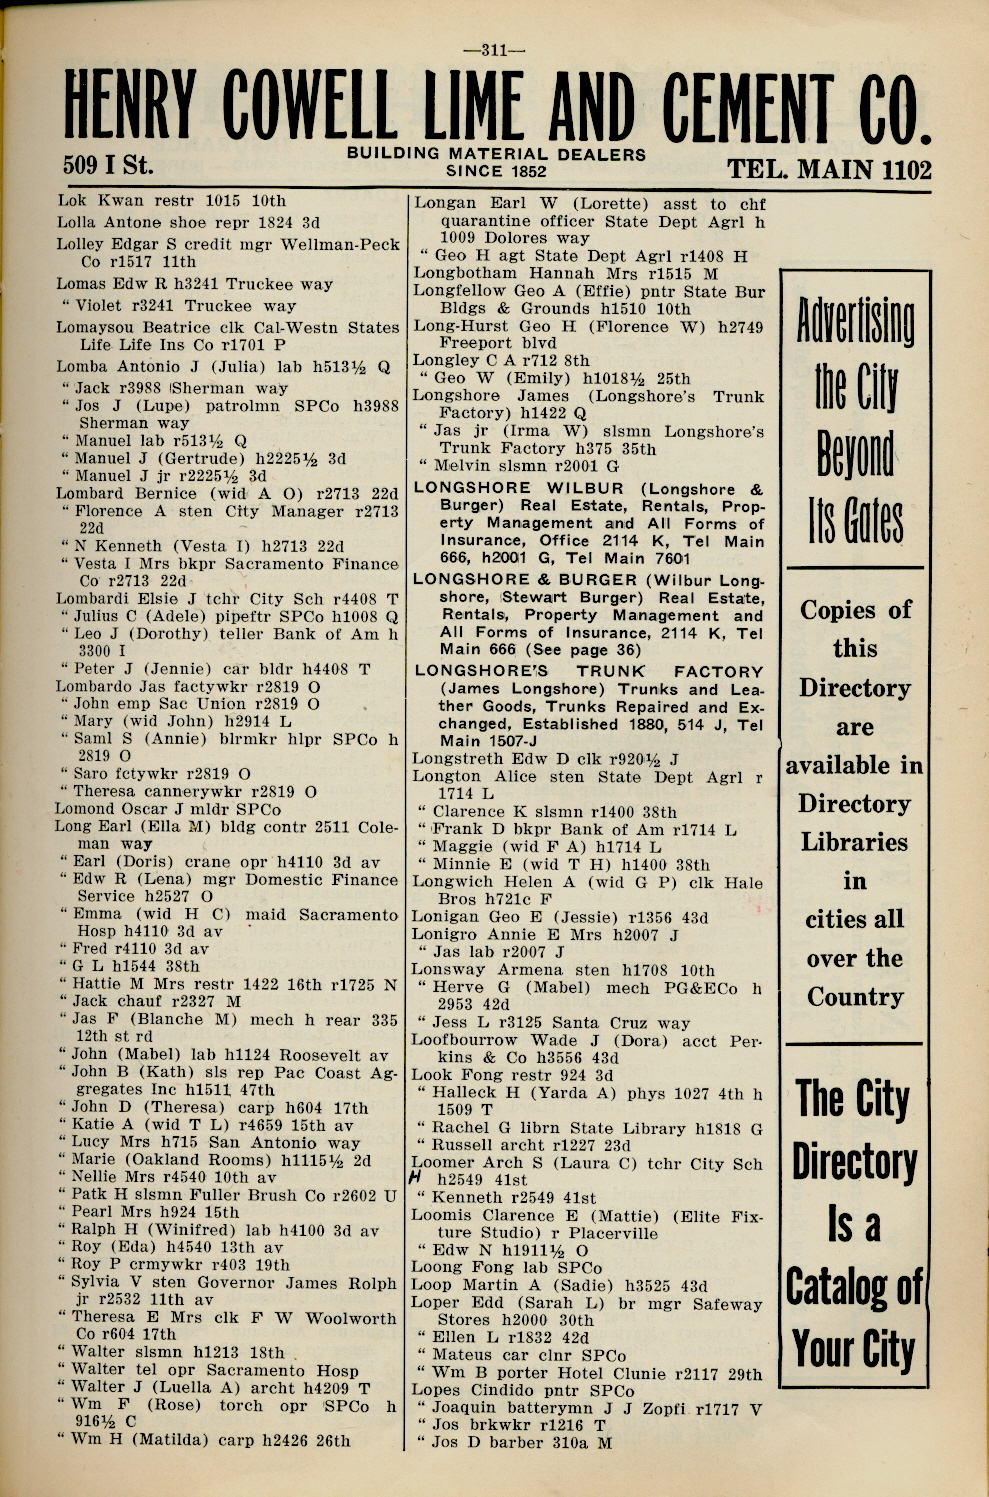 —311—
HENRY COWELL LIME AND CEMENT CO.
509 I St.
BUILDING MATERIAL DEALERS
SINCE 1852
TEL. MAIN 1102
Lok Kwan restr 1015 10th
Lolla Antone shoe repr 1824 3d
Lolley Edgar S credit mgr Wellman-Peck
Co r1517 11th
Lomas Edw R h3241 Truckee way
" Violet r3241 Truckee way
Lomaysou Beatrice clk Cal-Westn States
Life Life Ins Co r1701 P
Lomba Antonio J (Julia) lab h513½ Q
" Jack r3988 Sherman way
" Jos J (Lupe) patrolmn SPCo h3988
Sherman way
" Manuel lab r513½ Q
" Manuel J (Gertrude) h2225½ 3d
" Manuel J jr r2225½ 3d
Lombard Bernice (wid A O) r2713 22d
" Florence A sten City Manager r2713
22d
" N Kenneth (Vesta I) h2713 22d
" Vesta I Mrs bkpr Sacramento Finance
Co r2713 22d
Lombardi Elsie J tchr City Sch r4408 T
" Julius C (Adele) pipeftr SPCo h1008 Q
" Leo J (Dorothy) teller Bank of Am h
3300 I
" Peter J (Jennie) car bldr h4408 T
Lombardo Jas factywkr r2819 O
" John emp Sac Union r2819 O
" Mary (wid John) h2914 L
" Saml S (Annie) blrmkr hlpr SPCo h
2819 O
" Saro fctywkr r2819 O
" Theresa cannerywkr r2819 O
Lomond Oscar J mldr SPCo
Long Earl (Ella M) bldg contr 2511 Cole-
man way
" Earl (Doris) crane opr h4110 3d av
" Edw R (Lena) mgr Domestic Finance
Service h2527 O
" Emma (wid H C) maid Sacramento
Hosp h4110 3d av
" Fred r4110 3d av
" G L h1544 38th
" Hattie M Mrs restr 1422 16th r1725 N
" Jack chauf r2327 M
" Jas F (Blanche M) mech h rear 335
12th st rd
" John (Mabel) lab h1124 Roosevelt av
" John B (Kath) sls rep Pac Coast Ag-
gregates Inc h1511 47th
" John D (Theresa) carp h604 17th
" Katie A (wid T L) r4659 15th av
" Lucy Mrs h715 San Antonio way
" Marie (Oakland Rooms) h1115½ 2d
" Nellie Mrs r4540 10th av
" Patk H slsmn Fuller Brush Co r2602 U
" Pearl Mrs h924 15th
" Ralph H (Winifred) lab h4100 3d av
" Roy (Eda) h4540 13th av
" Roy P crmywkr r403 19th
" Sylvia V sten Governor James Rolph
jr r2532 11th av
" Theresa E Mrs clk F W Woolworth
Co r604 17th
" Walter slsmn h1213 18th
" Walter tel opr Sacramento Hosp
" Walter J (Luella A) archt h4209 T
" Wm F (Rose) torch opr SPCo h
916½ C
" Wm H (Matilda) carp h2426 26th
Longan Earl W (Lorette) asst to chf
quarantine officer State Dept Agrl h
1009 Dolores way
" Geo H agt State Dept Agrl r1408 H
Longbotham Hannah Mrs r1515 M
Longfellow Geo A (Effie) pntr State Bur
Bldgs & Grounds h1510 10th
Long-Hurst Geo H (Florence W) h2749
Freeport blvd
Longley C A r712 8th
" Geo W (Emily) h1018½ 25th
Longshore James (Longshore's Trunk
Factory) h1422 Q
" Jas jr (Irma W) slsmn Longshore's
Trunk Factory h375 35th
" Melvin slsmn r2001 G
LONGSHORE WILBUR (Longshore &
Burger) Real Estate, Rentals, Prop-
erty Management and All Forms of
Insurance, Office 2114 K, Tel Main
666, h2001 G, Tel Main 7601
LONGSHORE & BURGER (Wilbur Long-
shore, Stewart Burger) Real Estate,
Rentals, Property Management and
All Forms of Insurance, 2114 K, Tel
Main 666 (See page 36)
LONGSHORE'S TRUNK FACTORY
(James Longshore) Trunks and Lea-
ther Goods, Trunks Repaired and Ex-
changed, Established 1880, 514 J, Tel
Main 1507-J
Longstreth Edw D clk r920½ J
Longton Alice sten State Dept Agrl r
1714 L
" Clarence K slsmn r1400 38th
" Frank D bkpr Bank of Am r1714 L
" Maggie (wid F A) h1714 L
" Minnie E (wid T H) h1400 38th
Longwich Helen A (wid G P) clk Hale
Bros h721c F
Lonigan Geo E (Jessie) r1356 43d
Lonigro Annie E Mrs h2007 J
" Jas lab r2007 J
Lonsway Armena sten h1708 10th
" Herve G (Mabel) mech PG&ECo h
2953 42d
" Jess L r3125 Santa Cruz way
Loofbourrow Wade J (Dora) acct Per-
kins & Co h3556 43d
Look Fong restr 924 3d
" Halleck H (Yarda A) phys 1027 4th h
1509 T
" Rachel G librn State Library h1818 G
" Russell archt r1227 23d
Loomer Arch S (Laura C) tchr City Sch
H h2549 41st
" Kenneth r2549 41st
Loomis Clarence E (Mattie) (Elite Fix-
ture Studio) r Placerville
" Edw N h1911½ O
Loong Fong lab SPCo
Loop Martin A (Sadie) h3525 43d
Loper Edd (Sarah L) br mgr Safeway
Stores h2000 30th
" Ellen L r1832 42d
" Mateus car clnr SPCo
" Wm B porter Hotel Clunie r2117 29th
Lopes Cindido pntr SPCo
" Joaquin batterymn J J Zopfi r1717 V
" Jos brkwkr r1216 T
" Jos D barber 310a M
Advertising
the City
Beyond
Its Gates
Copies of
this
Directory
are
available in
Directory
Libraries
in
cities all
over the
Country
The City
Directory
Is a
Catalog of
Your City